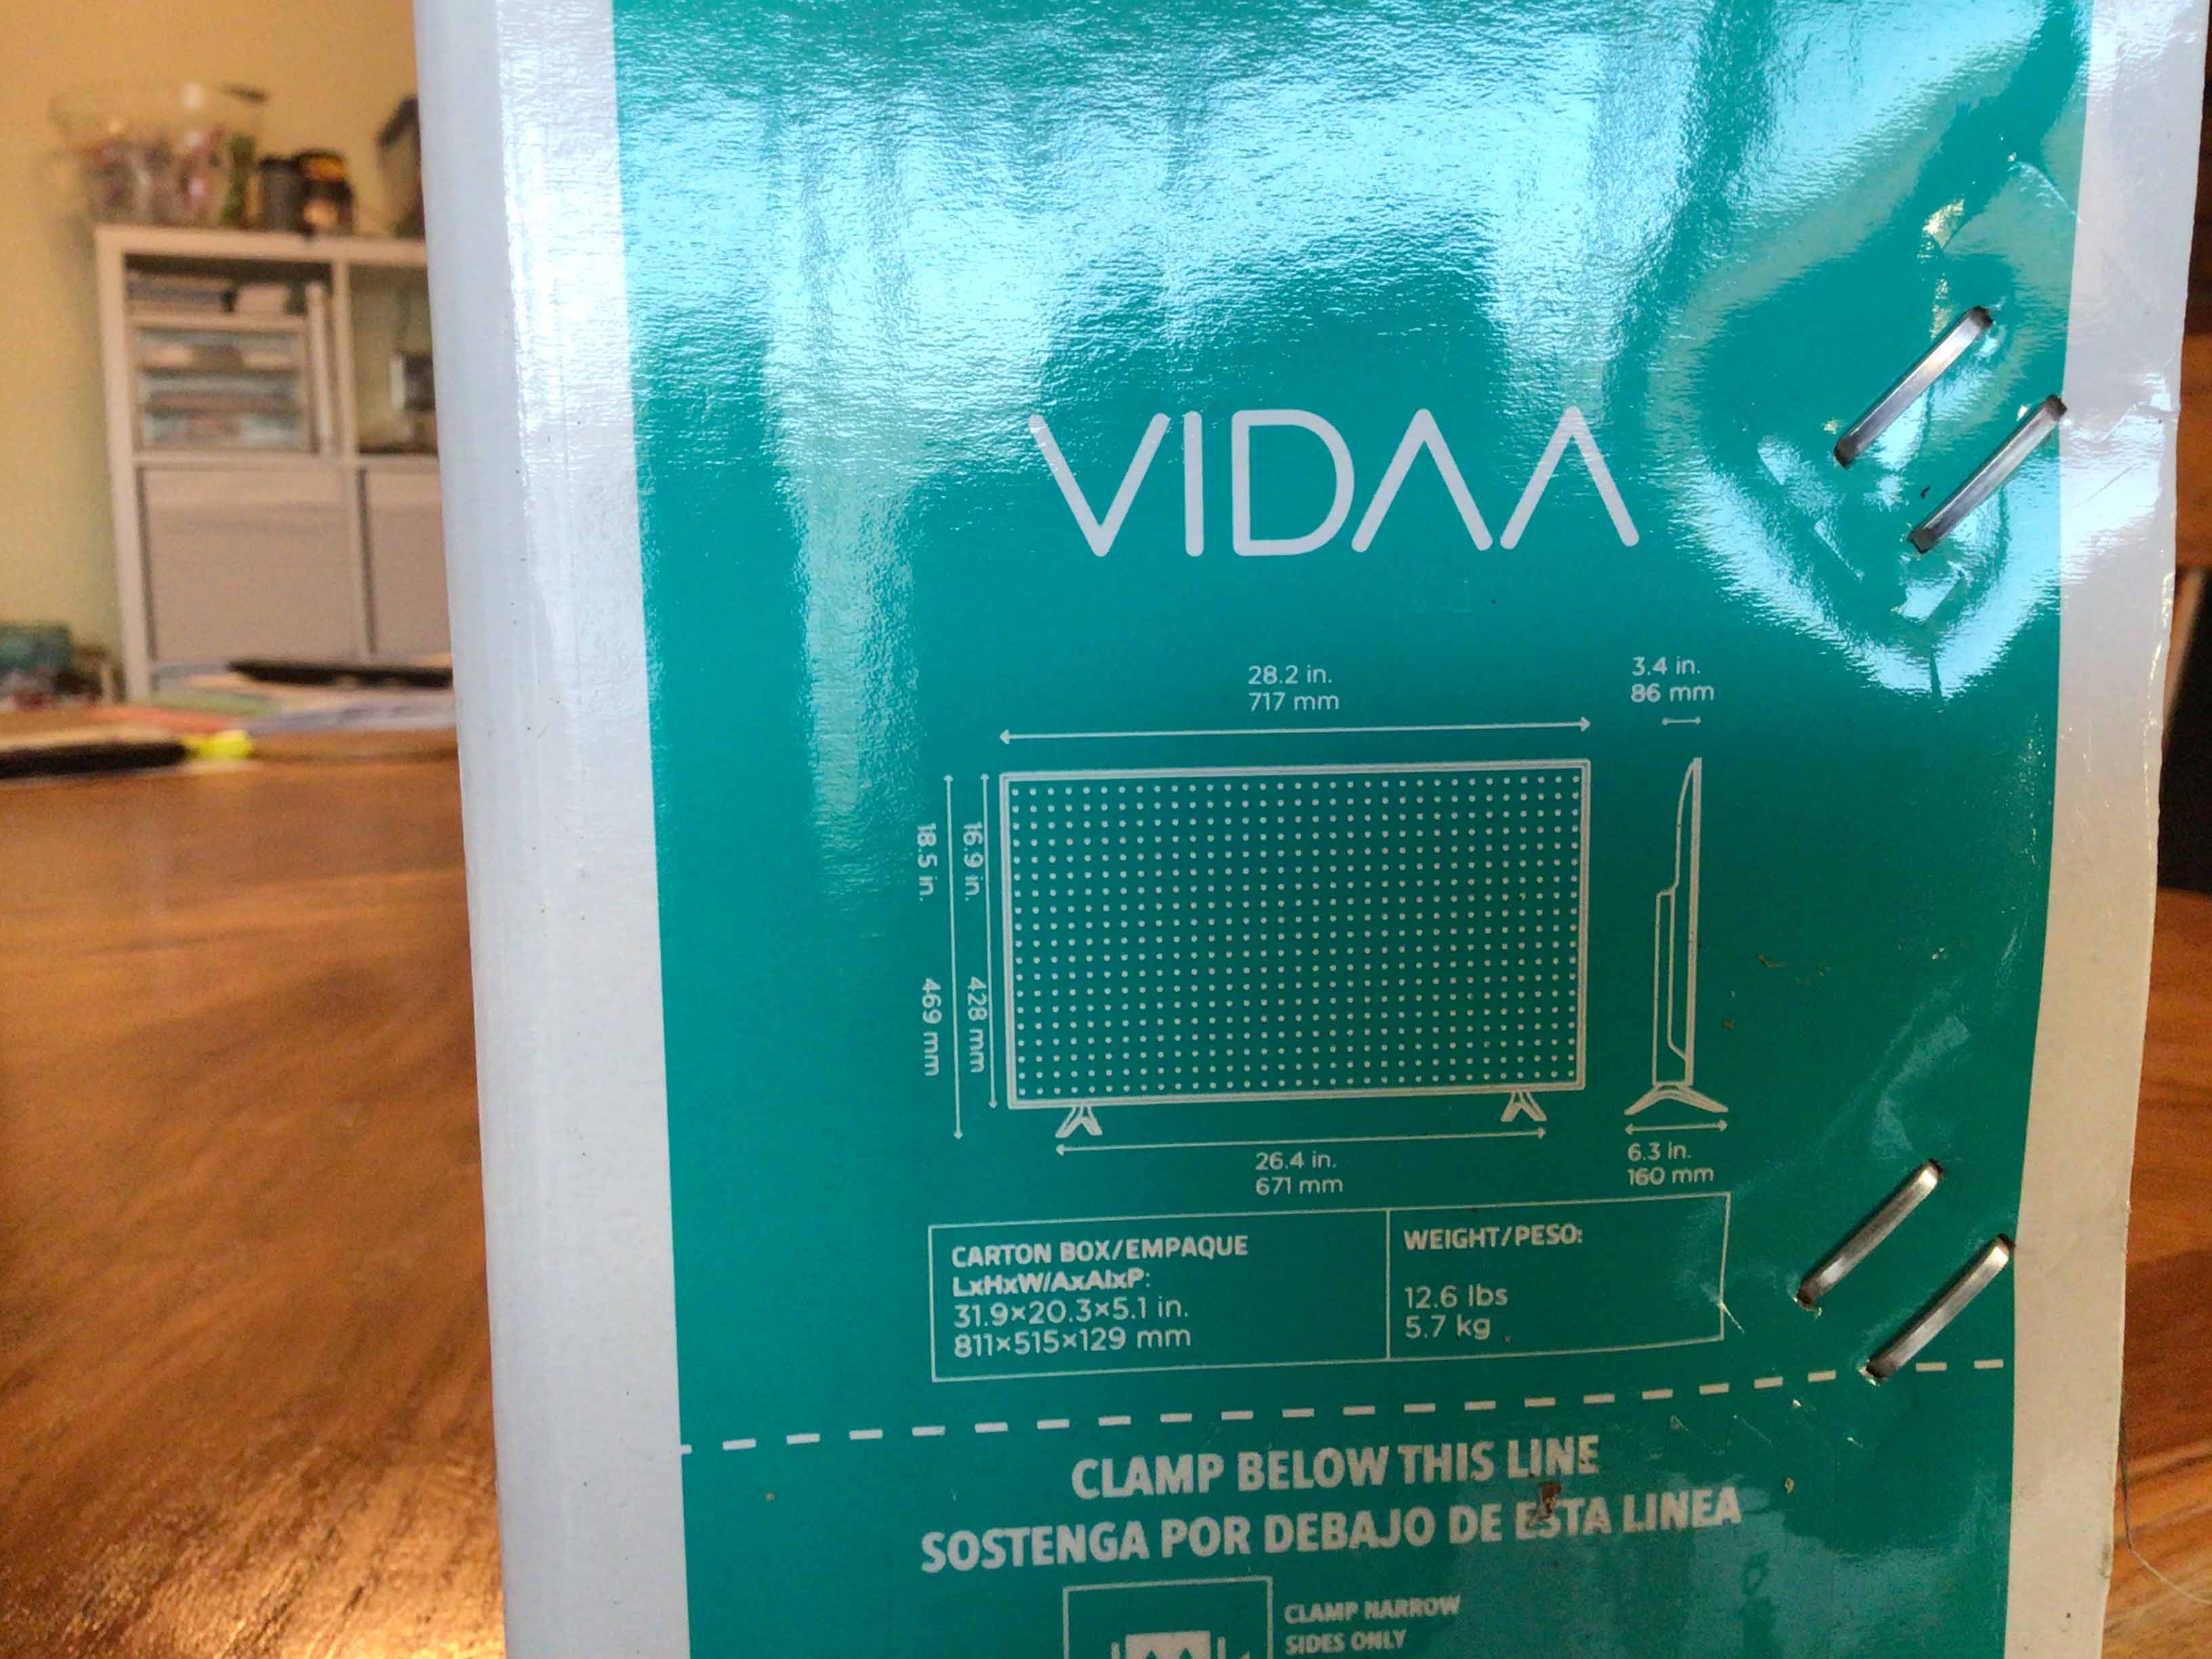 VIDAA
28.2 in.
717 mm
3.4 in.
86 mm
18.5 in. 469 mm
16.9 in. 428 mm
26.4 in.
671 mm
6.3 in.
160 mm
CARTON BOX/EMPAQUE
LxHxW/AxAlxP:
31.9×20.3×5.1 in.
811×515×129 mm
WEIGHT/PESO:
12.6 lbs
5.7 kg
CLAMP BELOW THIS LINE
SOSTENGA POR DEBAJO DE ESTA LINEA
CLAMP NARROW
SIDES ONLY